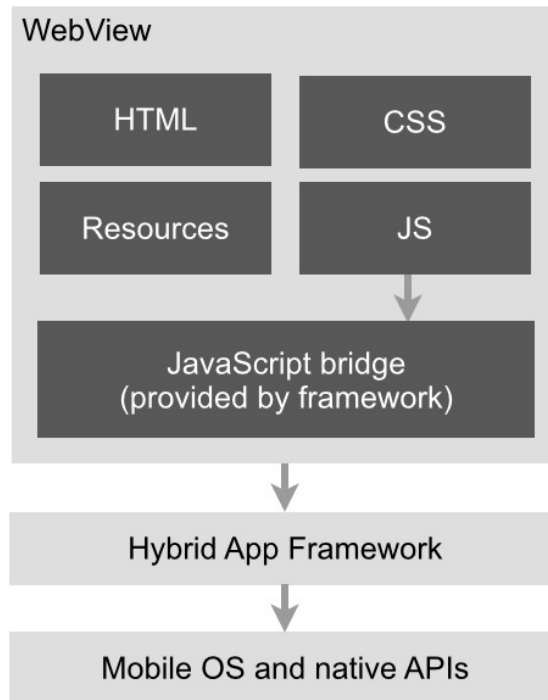 WebView
HTML
CSS
Resources
JS
JavaScript bridge
(provided by framework)
Hybrid App Framework
Mobile OS and native APIs